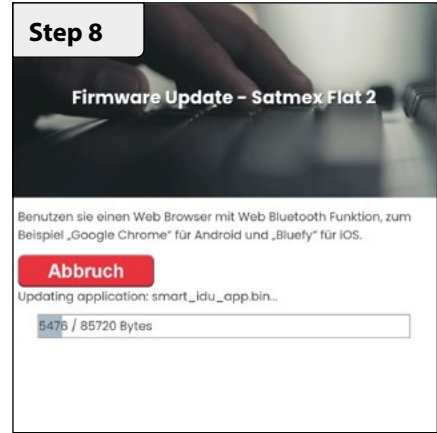 Step 8
Firmware Update - Satmex Flat 2
Benutzen sie einen Web Browser mit Web Bluetooth Funktion, zum
Beispiel „Google Chrome“ für Android und „Bluefy“ für iOS.
Abbruch
Updating application: smart_idu_app.bin...
5476 / 85720 Bytes